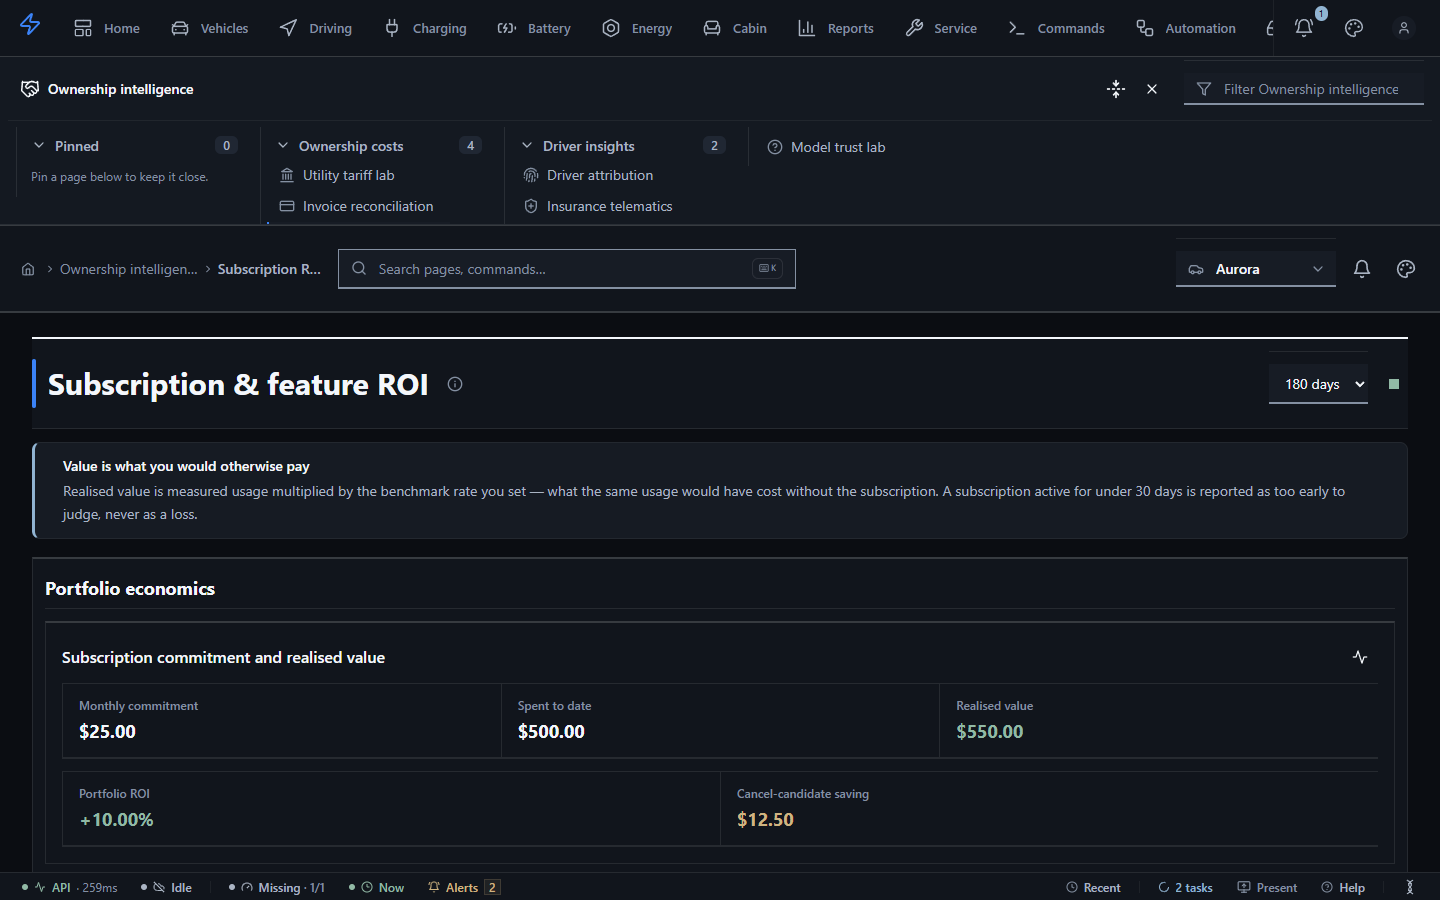 Home Vehicles Driving Charging Battery Energy Cabin Reports Service Commands Automation 1
Ownership intelligence
Filter Ownership intelligence
Pinned 0
Pin a page below to keep it close.
Ownership costs 4
Utility tariff lab
Invoice reconciliation
Driver insights 2
Driver attribution
Insurance telematics
Model trust lab
Ownership intelligen... Subscription R... Search pages, commands... K Aurora
Subscription & feature ROI
180 days
Value is what you would otherwise pay
Realised value is measured usage multiplied by the benchmark rate you set — what the same usage would have cost without the subscription. A subscription active for under 30 days is reported as too early to
judge, never as a loss.
Portfolio economics
Subscription commitment and realised value
Monthly commitment
$25.00
Spent to date
$500.00
Realised value
$550.00
Portfolio ROI
+10.00%
Cancel-candidate saving
$12.50
API · 259ms Idle Missing · 1/1 Now Alerts 2 Recent 2 tasks Present Help